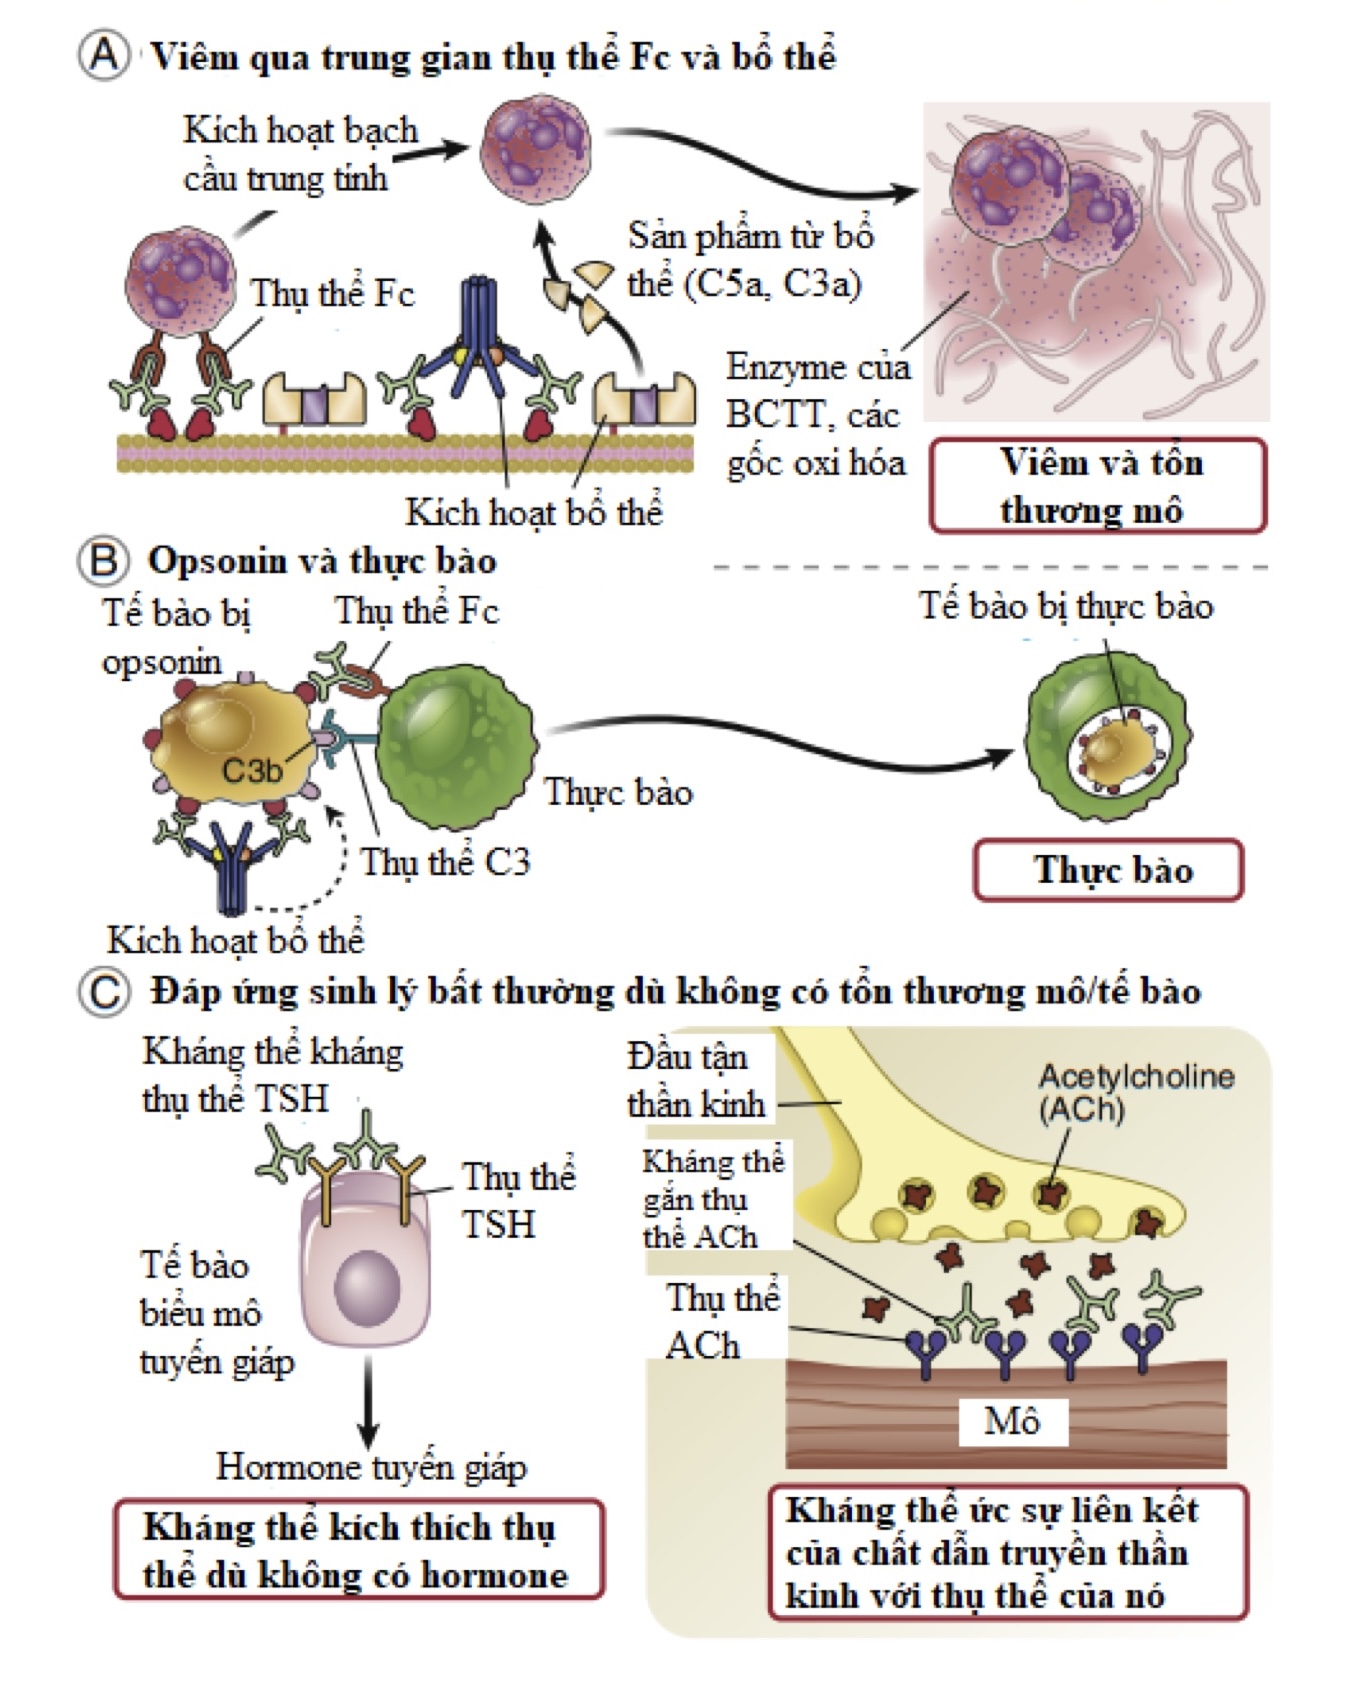 A Viêm qua trung gian thụ thể Fc và bổ thể
Kích hoạt bạch
cầu trung tính
Thụ thể Fc
Sản phẩm từ bổ
thể (C5a, C3a)
Enzyme của
BCTT, các
gốc oxi hóa
Viêm và tổn
thương mô
Kích hoạt bổ thể
B Opsonin và thực bào
Tế bào bị
opsonin
Thụ thể Fc
Tế bào bị thực bào
C3b
Thực bào
Thụ thể C3
Thực bào
Kích hoạt bổ thể
C Đáp ứng sinh lý bất thường dù không có tổn thương mô/tế bào
Kháng thể kháng
thụ thể TSH
Thụ thể
TSH
Tế bào
biểu mô
tuyến giáp
Hormone tuyến giáp
Kháng thể kích thích thụ
thể dù không có hormone
Đầu tận
thần kinh
Acetylcholine
(ACh)
Kháng thể
gắn thụ
thể ACh
Thụ thể
ACh
Mô
Kháng thể ức sự liên kết
của chất dẫn truyền thần
kinh với thụ thể của nó